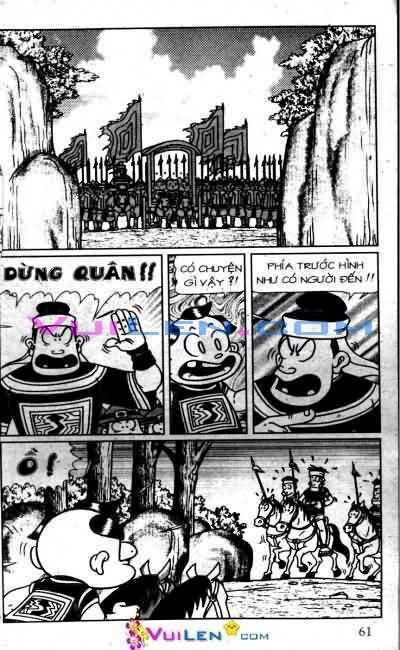 DỪNG QUÂN!!
CÓ CHUYỆN
GÌ VẬY ?!
PHÍA TRƯỚC HÌNH
NHƯ CÓ NGƯỜI ĐẾN !!
VUILEN.COM
Ồ!
61
VUILEN.COM